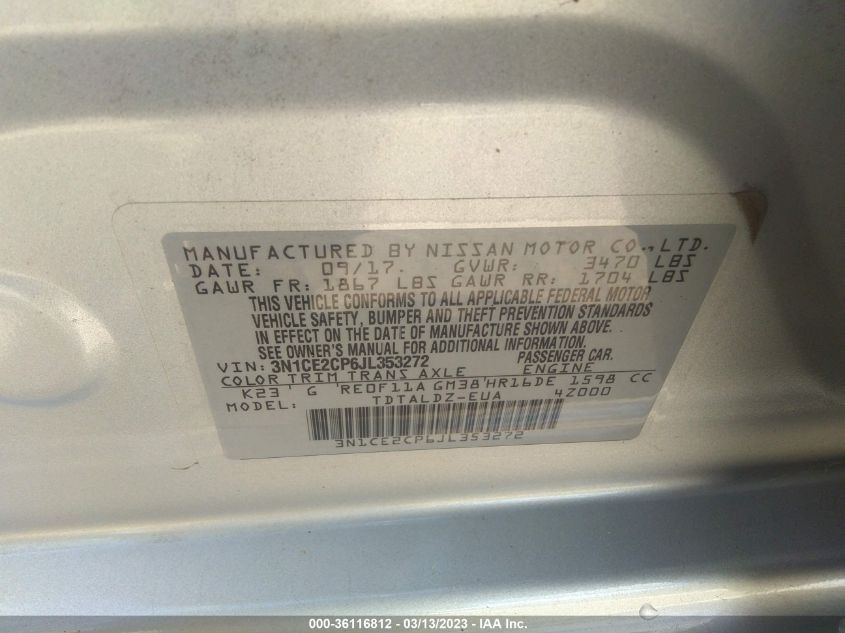 MANUFACTURED BY NISSAN MOTOR CO., LTD.
DATE: 09/17. GVWR: 3470 LBS
GAWR FR: 1867 LBS GAWR RR: 1704 LBS
THIS VEHICLE CONFORMS TO ALL APPLICABLE FEDERAL MOTOR
VEHICLE SAFETY, BUMPER AND THEFT PREVENTION STANDARDS
IN EFFECT ON THE DATE OF MANUFACTURE SHOWN ABOVE.
SEE OWNER'S MANUAL FOR ADDITIONAL INFORMATION
VIN: 3N1CE2CP6JL353272 PASSENGER CAR.
COLOR TRIM TRANS AXLE ENGINE
K23 G RE0F11A GM38 HR16DE 1598 CC
MODEL: TDTALDZ-EUA 4Z000
3N1CE2CP6JL353272
000-36116812 - 03/13/2023 - IAA Inc.